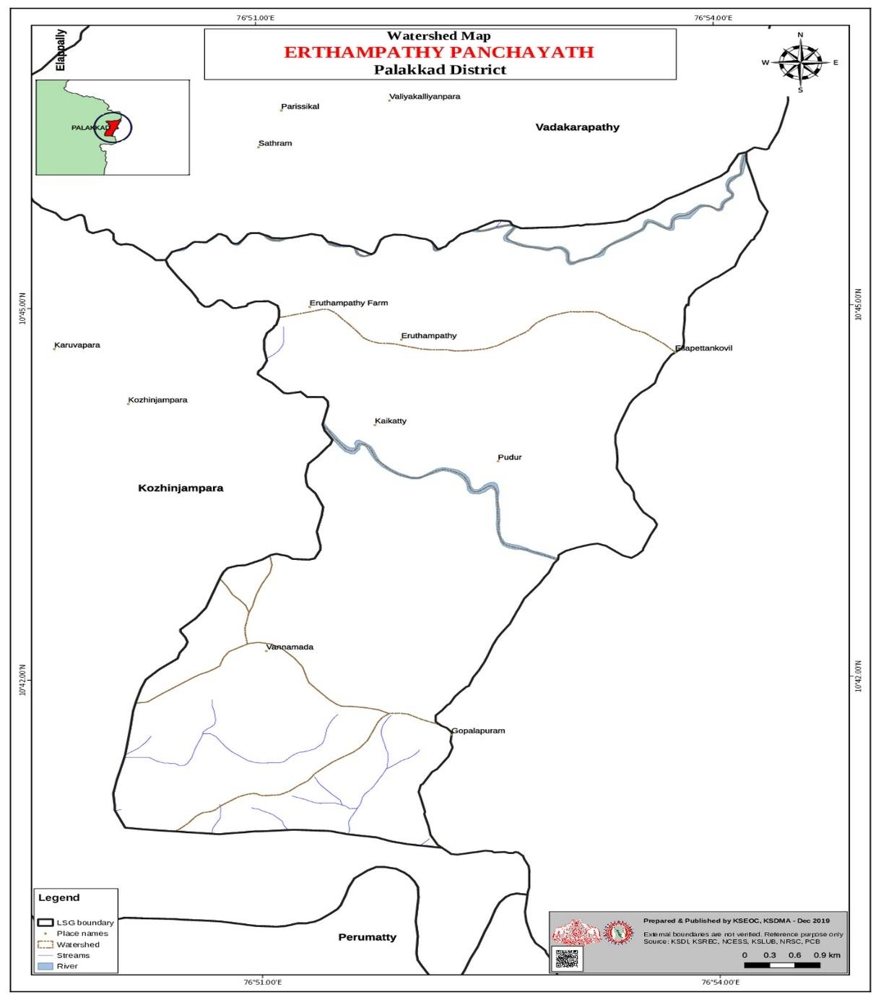 76°51.00'E
76°54.00'E
Elappally
Watershed Map
ERTHAMPATHY PANCHAYATH
Palakkad District
N
W
E
S
Valiyakalliyanpara
Parissikal
Vadakarapathy
PALAKKAD
Sathram
10°45.00'N
10°45.00'N
Eruthampathy Farm
Eruthampathy
Karuvapara
Ellapettankovil
Kozhinjampara
Kaikatty
Pudur
Kozhinjampara
Vannamada
10°42.00'N
10°42.00'N
Gopalapuram
Legend
LSG boundary
Place names
Watershed
Streams
River
Perumatty
Prepared & Published by KSEOC, KSDMA - Dec 2019
External boundaries are not verified. Reference purpose only
Source: KSDI, KSREC, NCESS, KSLUB, NRSC, PCB
0 0.3 0.6 0.9 km
76°51.00'E
76°54.00'E